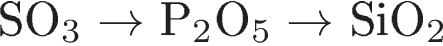 SO₃ → P₂O₅ → SiO₂